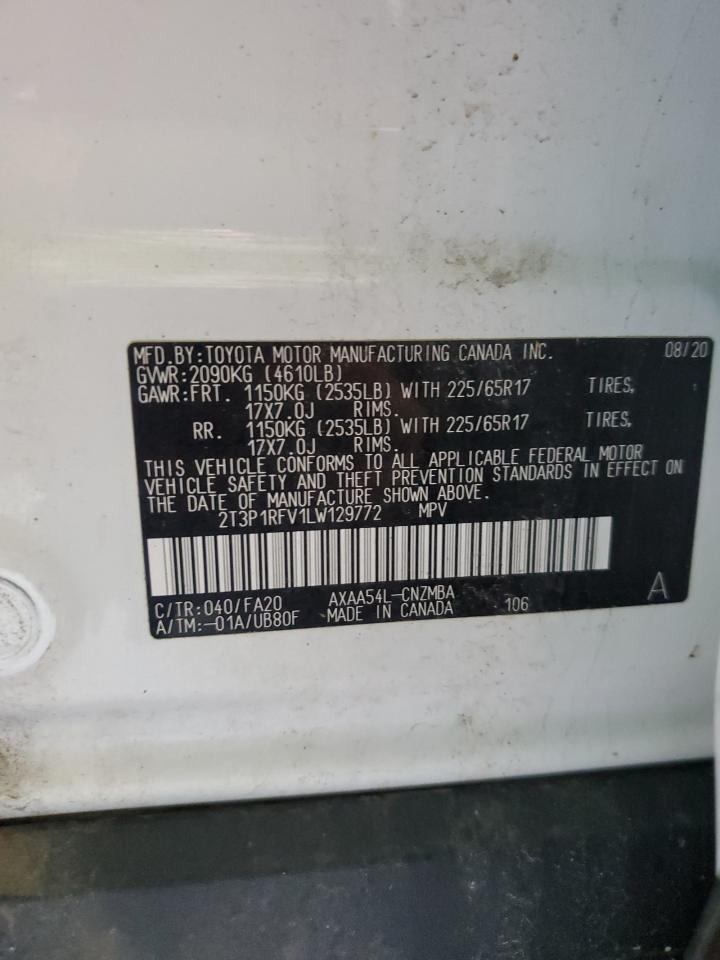 MFD.BY:TOYOTA MOTOR MANUFACTURING CANADA INC. 08/20
GVWR:2090KG (4610LB)
GAWR:FRT. 1150KG (2535LB) WITH 225/65R17 TIRES,
17X7.0J RIMS.
RR. 1150KG (2535LB) WITH 225/65R17 TIRES,
17X7.0J RIMS.
THIS VEHICLE CONFORMS TO ALL APPLICABLE FEDERAL MOTOR
VEHICLE SAFETY AND THEFT PREVENTION STANDARDS IN EFFECT ON
THE DATE OF MANUFACTURE SHOWN ABOVE.
2T3P1RFV1LW129772 MPV
C/TR:040/FA20 AXAA54L-CNZMBA
A/TM:-01A/UB80F MADE IN CANADA 106 A